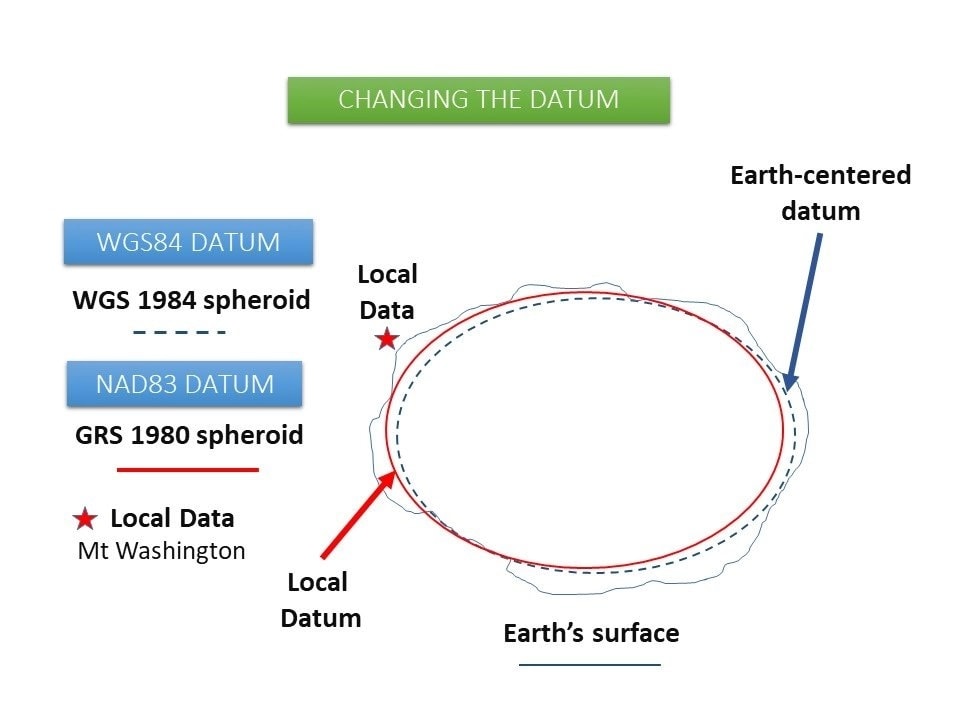 CHANGING THE DATUM
Earth-centered
datum
WGS84 DATUM
WGS 1984 spheroid
Local
Data
NAD83 DATUM
GRS 1980 spheroid
Local Data
Mt Washington
Local
Datum
Earth’s surface